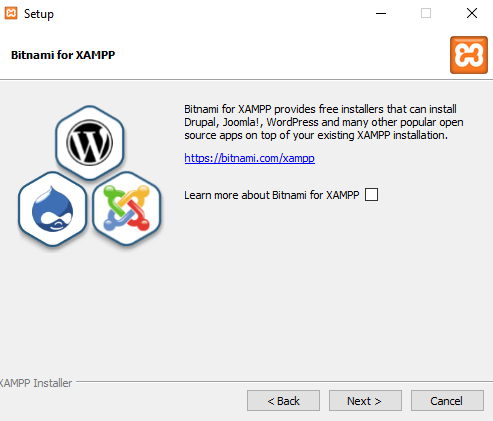 Setup
Bitnami for XAMPP
Bitnami for XAMPP provides free installers that can install
Drupal, Joomla!, WordPress and many other popular open
source apps on top of your existing XAMPP installation.
https://bitnami.com/xampp
Learn more about Bitnami for XAMPP
XAMPP Installer
< Back
Next >
Cancel